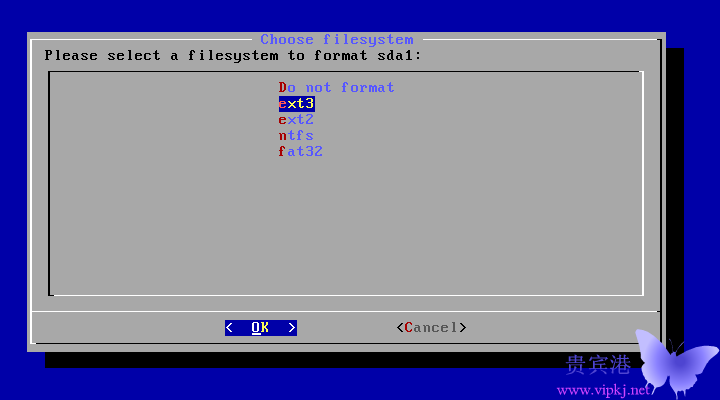 Choose filesystem
Please select a filesystem to format sda1:
Do not format
ext3
ext2
ntfs
fat32
< OK > <Cancel>
贵宾港
www.vipkj.net